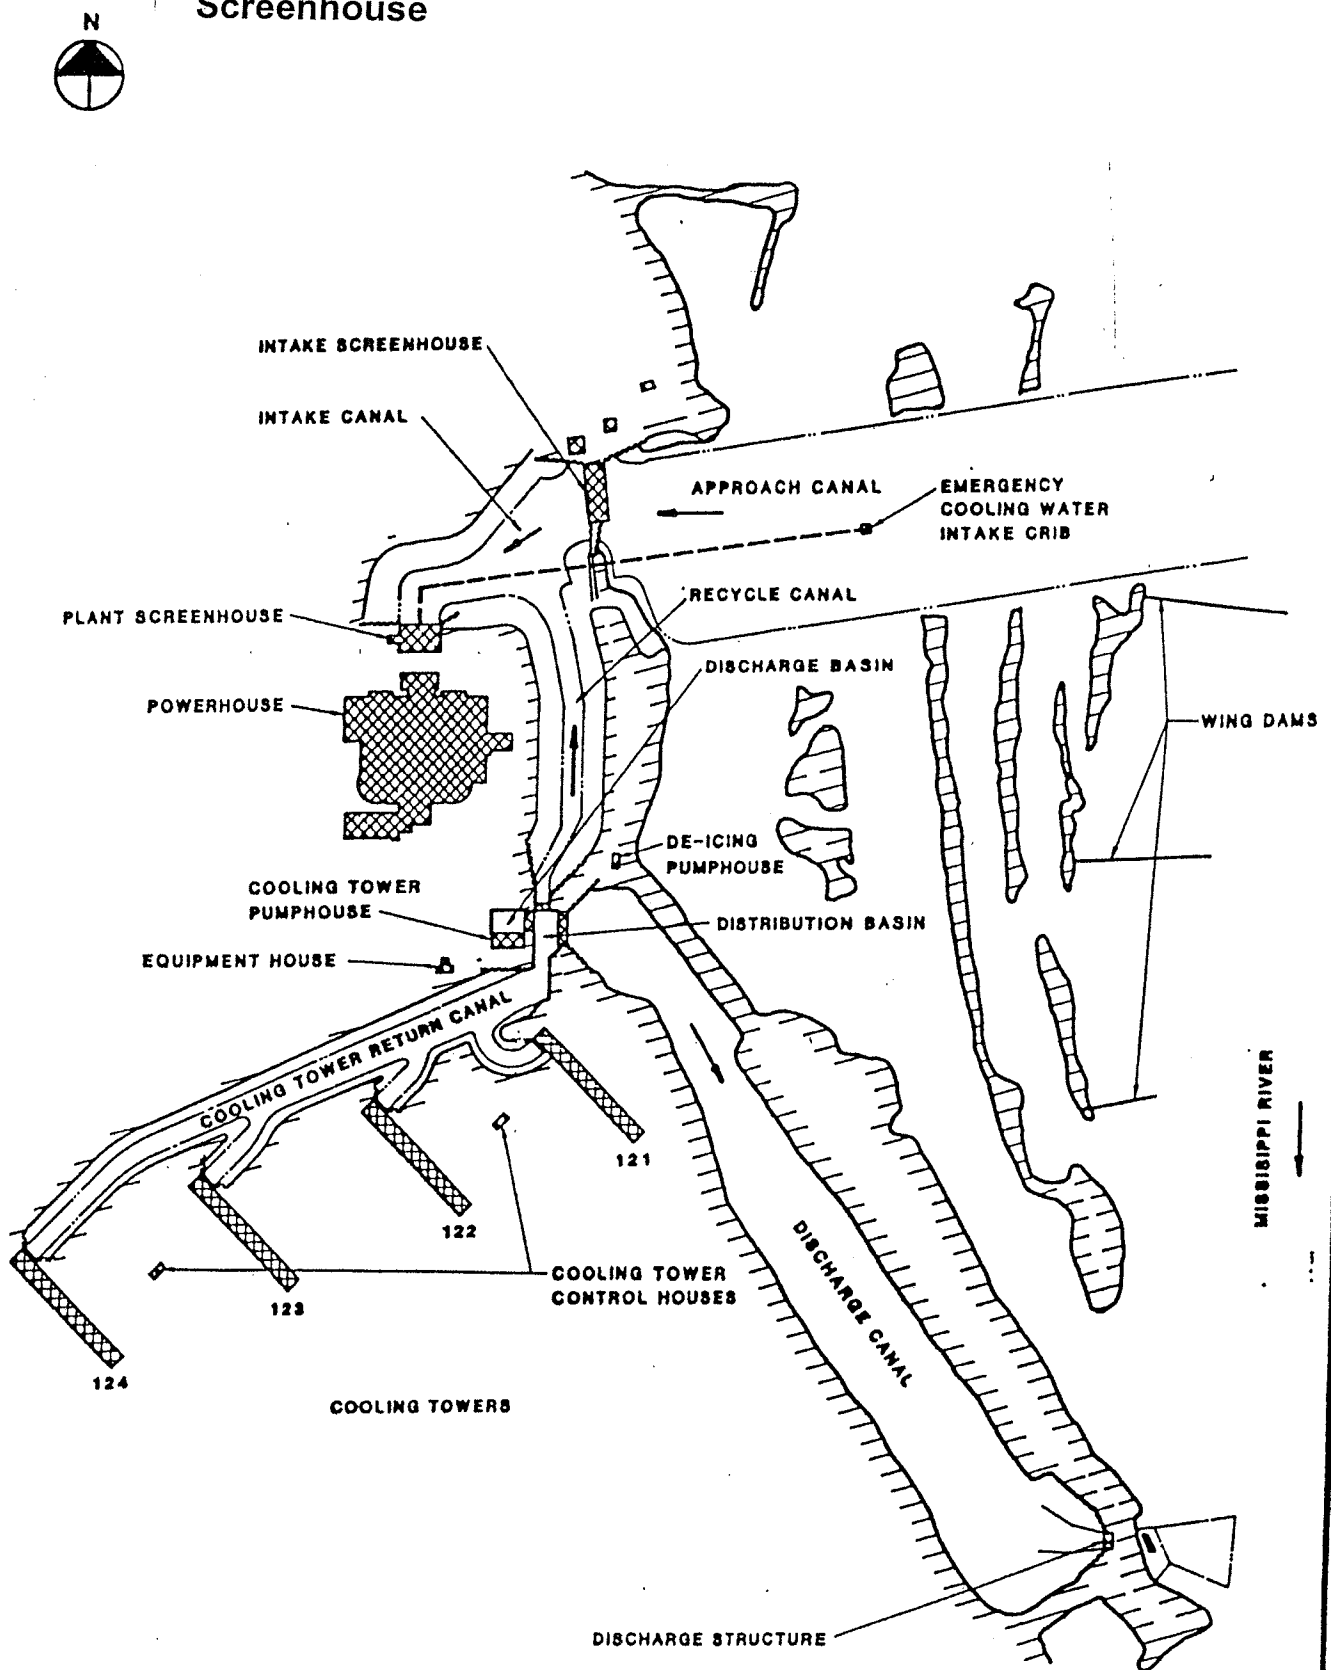 Screenhouse
N
INTAKE SCREENHOUSE
INTAKE CANAL
APPROACH CANAL
EMERGENCY
COOLING WATER
INTAKE CRIB
RECYCLE CANAL
PLANT SCREENHOUSE
DISCHARGE BASIN
POWERHOUSE
WING DAMS
DE-ICING
PUMPHOUSE
COOLING TOWER
PUMPHOUSE
DISTRIBUTION BASIN
EQUIPMENT HOUSE
COOLING TOWER RETURN CANAL
MISSISIPPI RIVER
121
122
123
124
COOLING TOWER
CONTROL HOUSES
DISCHARGE CANAL
COOLING TOWERS
DISCHARGE STRUCTURE